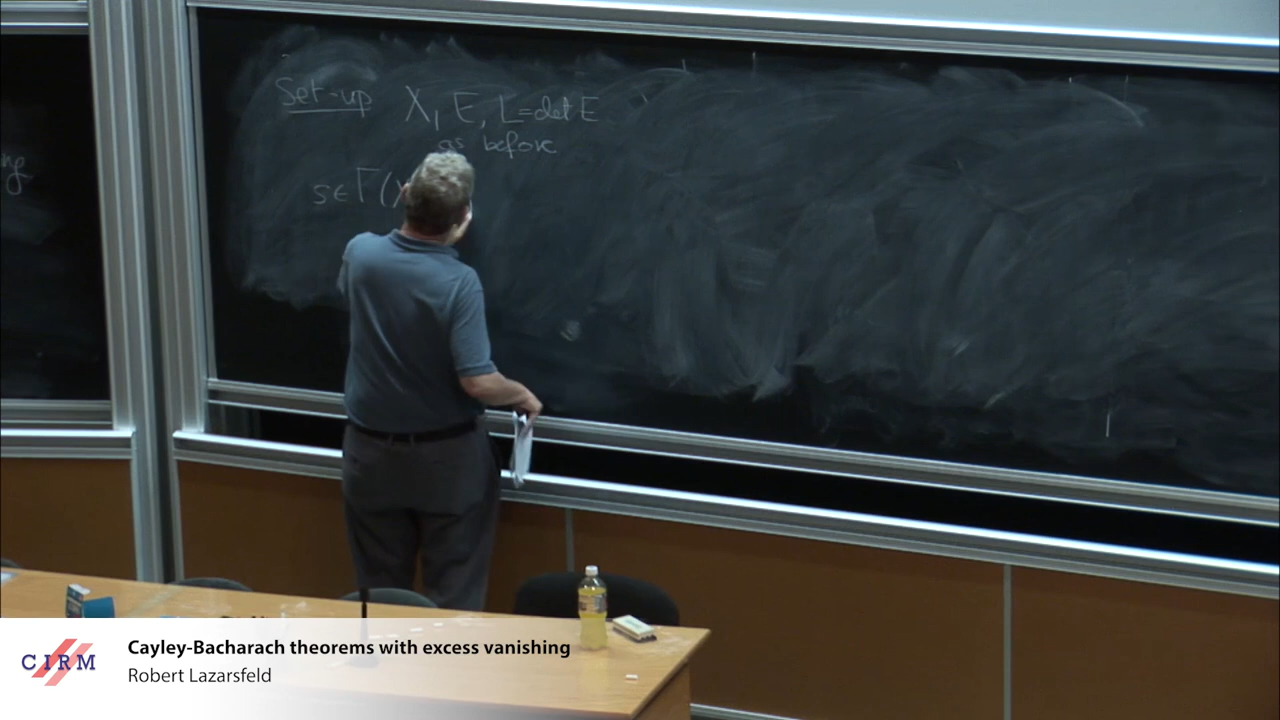 Set-up X, E, L=det E
as before
s∈Γ(X
ng
CIRM
Cayley-Bacharach theorems with excess vanishing
Robert Lazarsfeld